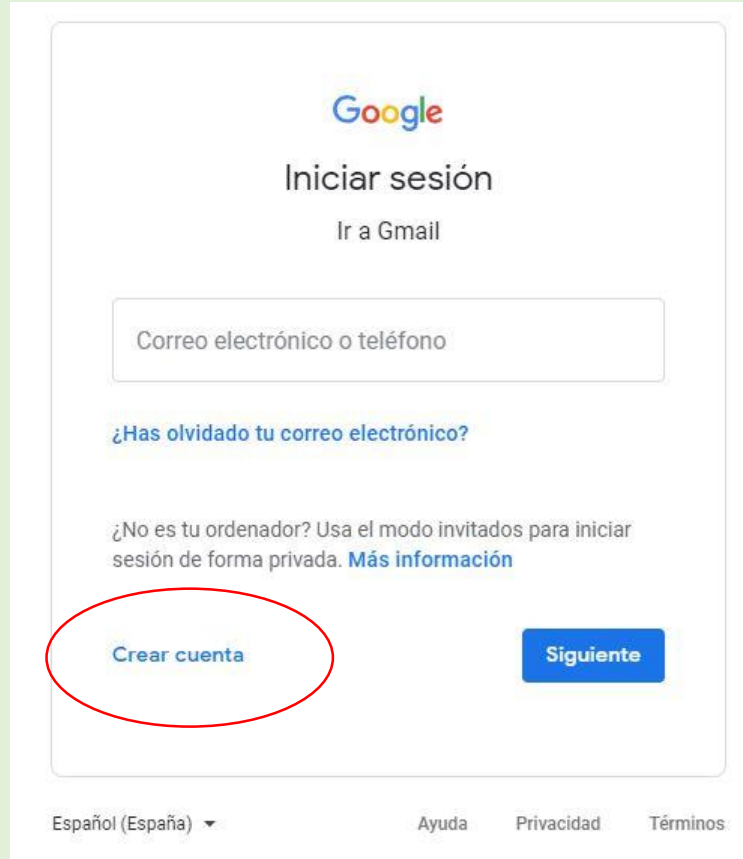 Google
Iniciar sesión
Ir a Gmail
Correo electrónico o teléfono
¿Has olvidado tu correo electrónico?
¿No es tu ordenador? Usa el modo invitados para iniciar
sesión de forma privada. Más información
Crear cuenta Siguiente
Español (España) Ayuda Privacidad Términos